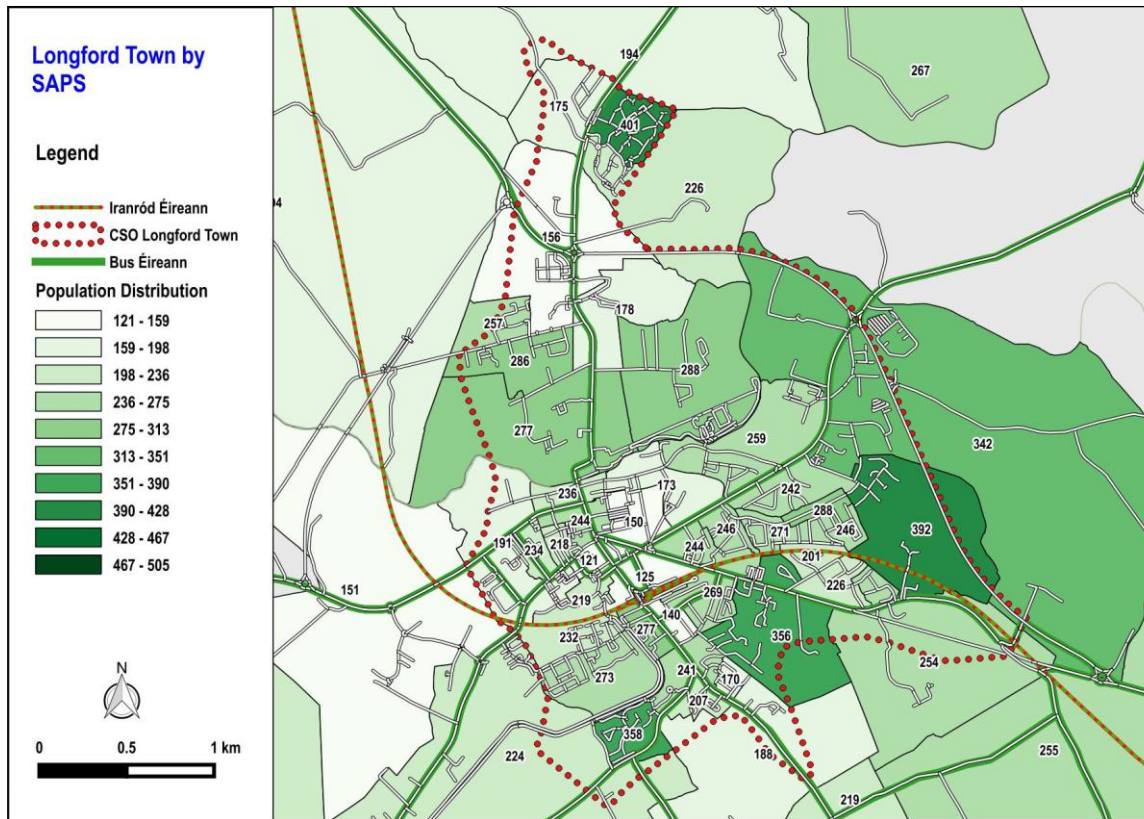 Longford Town by
SAPS
Legend
Iranród Éireann
CSO Longford Town
Bus Éireann
Population Distribution
121 - 159
159 - 198
198 - 236
236 - 275
275 - 313
313 - 351
351 - 390
390 - 428
428 - 467
467 - 505
N
0 0.5 1 km
194
267
175
401
226
156
178
257
286
288
277
259
342
236
173
242
288
244
150
246
271
246
392
191
234
218
244
201
121
125
226
151
219
269
140
356
232
277
254
273
241
170
207
358
224
188
255
219